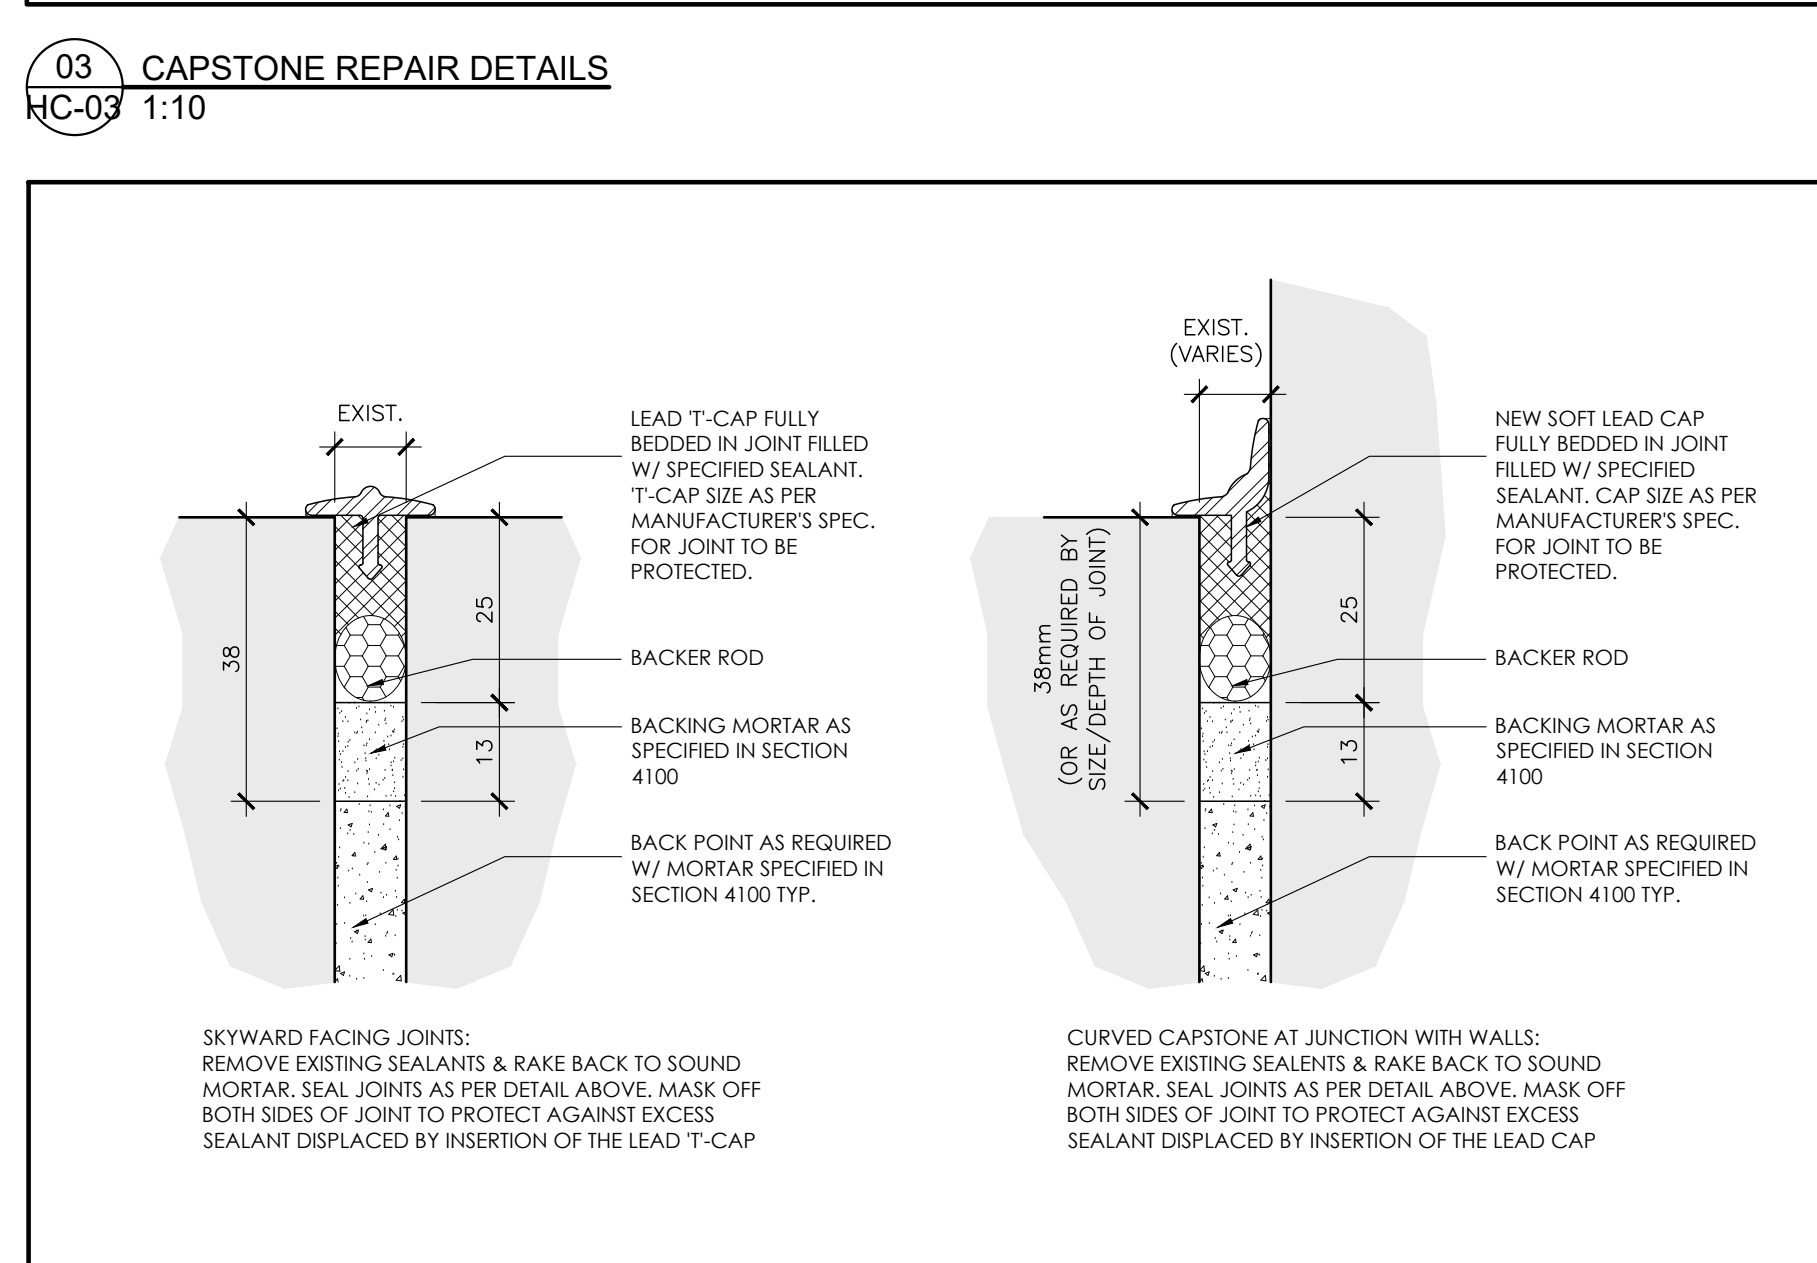 03
HC-03
CAPSTONE REPAIR DETAILS
1:10
EXIST.
38
25
13
LEAD 'T'-CAP FULLY
BEDDED IN JOINT FILLED
W/ SPECIFIED SEALANT.
'T'-CAP SIZE AS PER
MANUFACTURER'S SPEC.
FOR JOINT TO BE
PROTECTED.
BACKER ROD
BACKING MORTAR AS
SPECIFIED IN SECTION
4100
BACK POINT AS REQUIRED
W/ MORTAR SPECIFIED IN
SECTION 4100 TYP.
SKYWARD FACING JOINTS:
REMOVE EXISTING SEALANTS & RAKE BACK TO SOUND
MORTAR. SEAL JOINTS AS PER DETAIL ABOVE. MASK OFF
BOTH SIDES OF JOINT TO PROTECT AGAINST EXCESS
SEALANT DISPLACED BY INSERTION OF THE LEAD 'T'-CAP
EXIST.
(VARIES)
38mm
(OR AS REQUIRED BY
SIZE/DEPTH OF JOINT)
25
13
NEW SOFT LEAD CAP
FULLY BEDDED IN JOINT
FILLED W/ SPECIFIED
SEALANT. CAP SIZE AS PER
MANUFACTURER'S SPEC.
FOR JOINT TO BE
PROTECTED.
BACKER ROD
BACKING MORTAR AS
SPECIFIED IN SECTION
4100
BACK POINT AS REQUIRED
W/ MORTAR SPECIFIED IN
SECTION 4100 TYP.
CURVED CAPSTONE AT JUNCTION WITH WALLS:
REMOVE EXISTING SEALENTS & RAKE BACK TO SOUND
MORTAR. SEAL JOINTS AS PER DETAIL ABOVE. MASK OFF
BOTH SIDES OF JOINT TO PROTECT AGAINST EXCESS
SEALANT DISPLACED BY INSERTION OF THE LEAD CAP